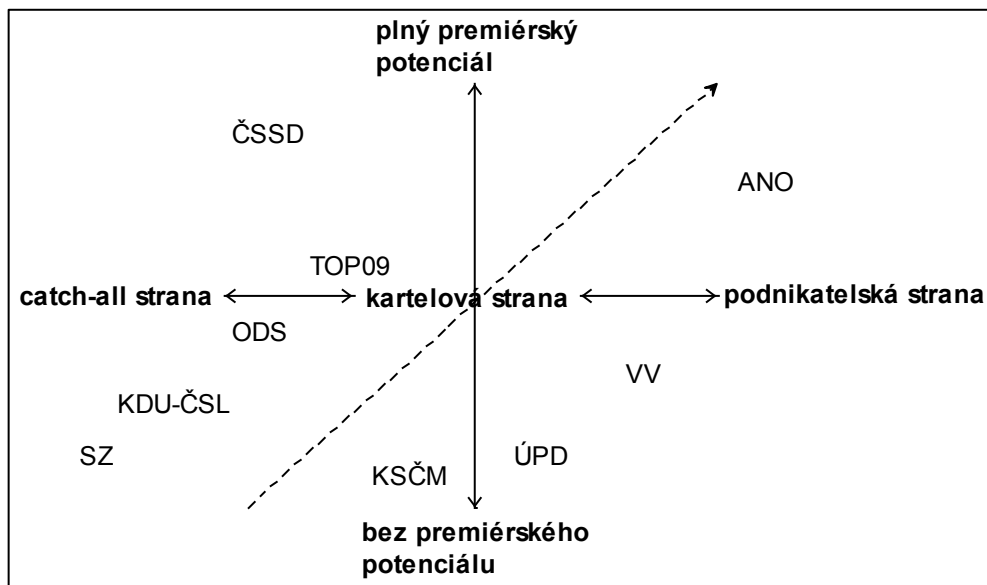 plný premiérský
potenciál
ČSSD
ANO
TOP09
catch-all strana
kartelová strana
podnikatelská strana
ODS
VV
KDU-ČSL
SZ
KSČM
ÚPD
bez premiérského
potenciálu